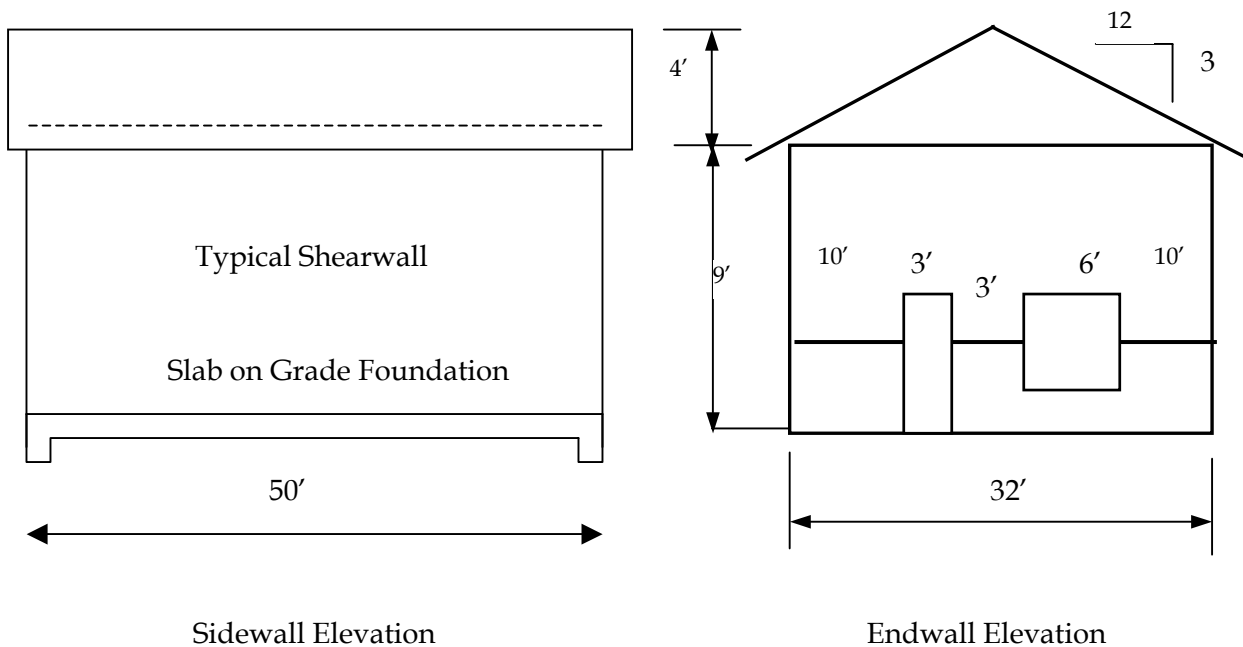 12
4′
3
Typical Shearwall
9′
10′
3′
3′
6′
10′
Slab on Grade Foundation
50′
32′
Sidewall Elevation
Endwall Elevation